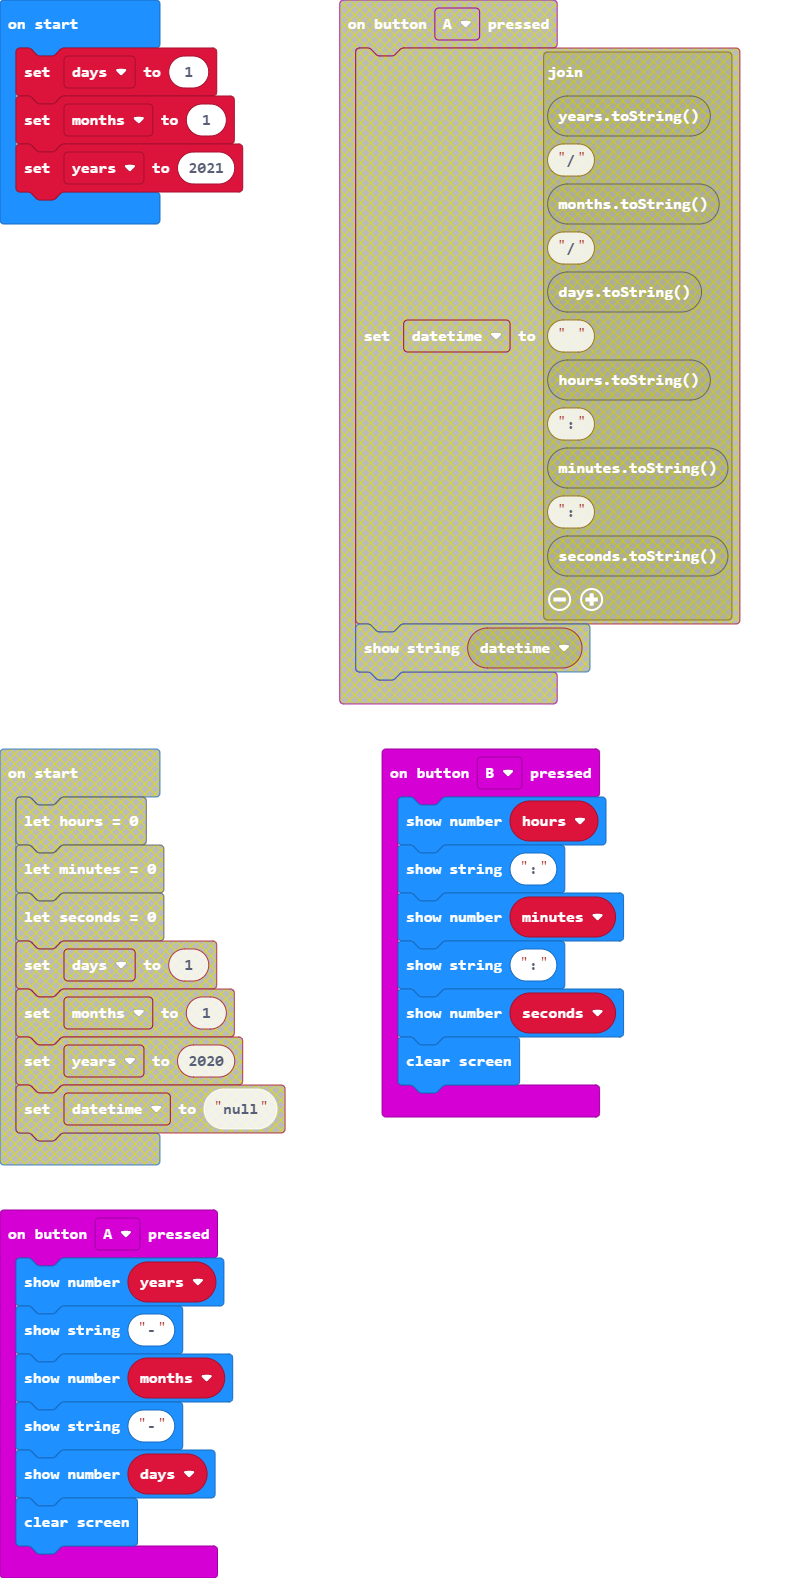 on start
set days to 1
set months to 1
set years to 2021
on button A pressed
join
years.toString()
"/"
months.toString()
"/"
days.toString()
" "
set datetime to
hours.toString()
":"
minutes.toString()
":"
seconds.toString()
show string datetime
on start
let hours = 0
let minutes = 0
let seconds = 0
set days to 1
set months to 1
set years to 2020
set datetime to "null"
on button B pressed
show number hours
show string ":"
show number minutes
show string ":"
show number seconds
clear screen
on button A pressed
show number years
show string "-"
show number months
show string "-"
show number days
clear screen